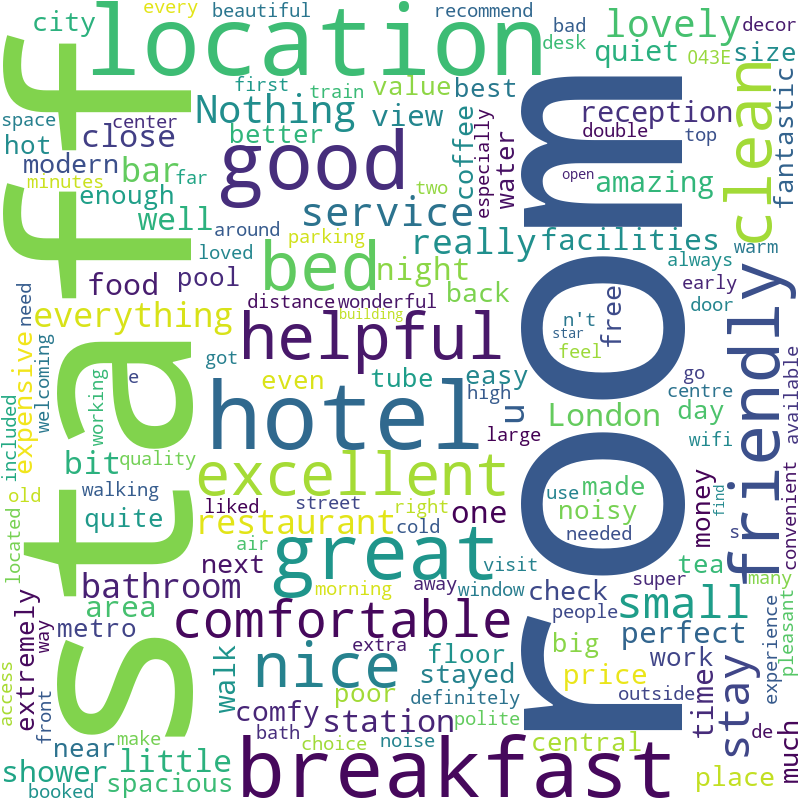 every
beautiful
recommend
bad
decor
city
location
lovely
desk
quiet
O43E
size
first
train
value
best
space
center
Nothing
view
reception
hot
close
better
coffee
especially
double
top
fantastic
modern
bar
far
good
two
water
open
amazing
clean
minutes
enough
well
service
staff
room
around
parking
really
facilities
loved
bed
night
always
warm
food
pool
back
early
need
distance
wonderful
door
everything
building
n't
free
helpful
star
feel
friendly
welcoming
got
expensive
working
e
even
tube
easy
go
centre
available
included
hotel
high
u
London
day
large
wifi
bit
quality
excellent
old
walking
liked
street
right
use
made
money
find
convenient
located
quite
restaurant
cold
one
noisy
needed
s
air
great
next
visit
tea
bathroom
morning
away
window
check
super
many
extremely
area
comfortable
people
small
pleasant
way
metro
extra
big
perfect
walk
nice
floor
work
experience
access
stayed
price
outside
time
stay
front
poor
definitely
comfy
station
polite
de
make
bath
choice
noise
central
much
near
little
breakfast
place
shower
spacious
booked